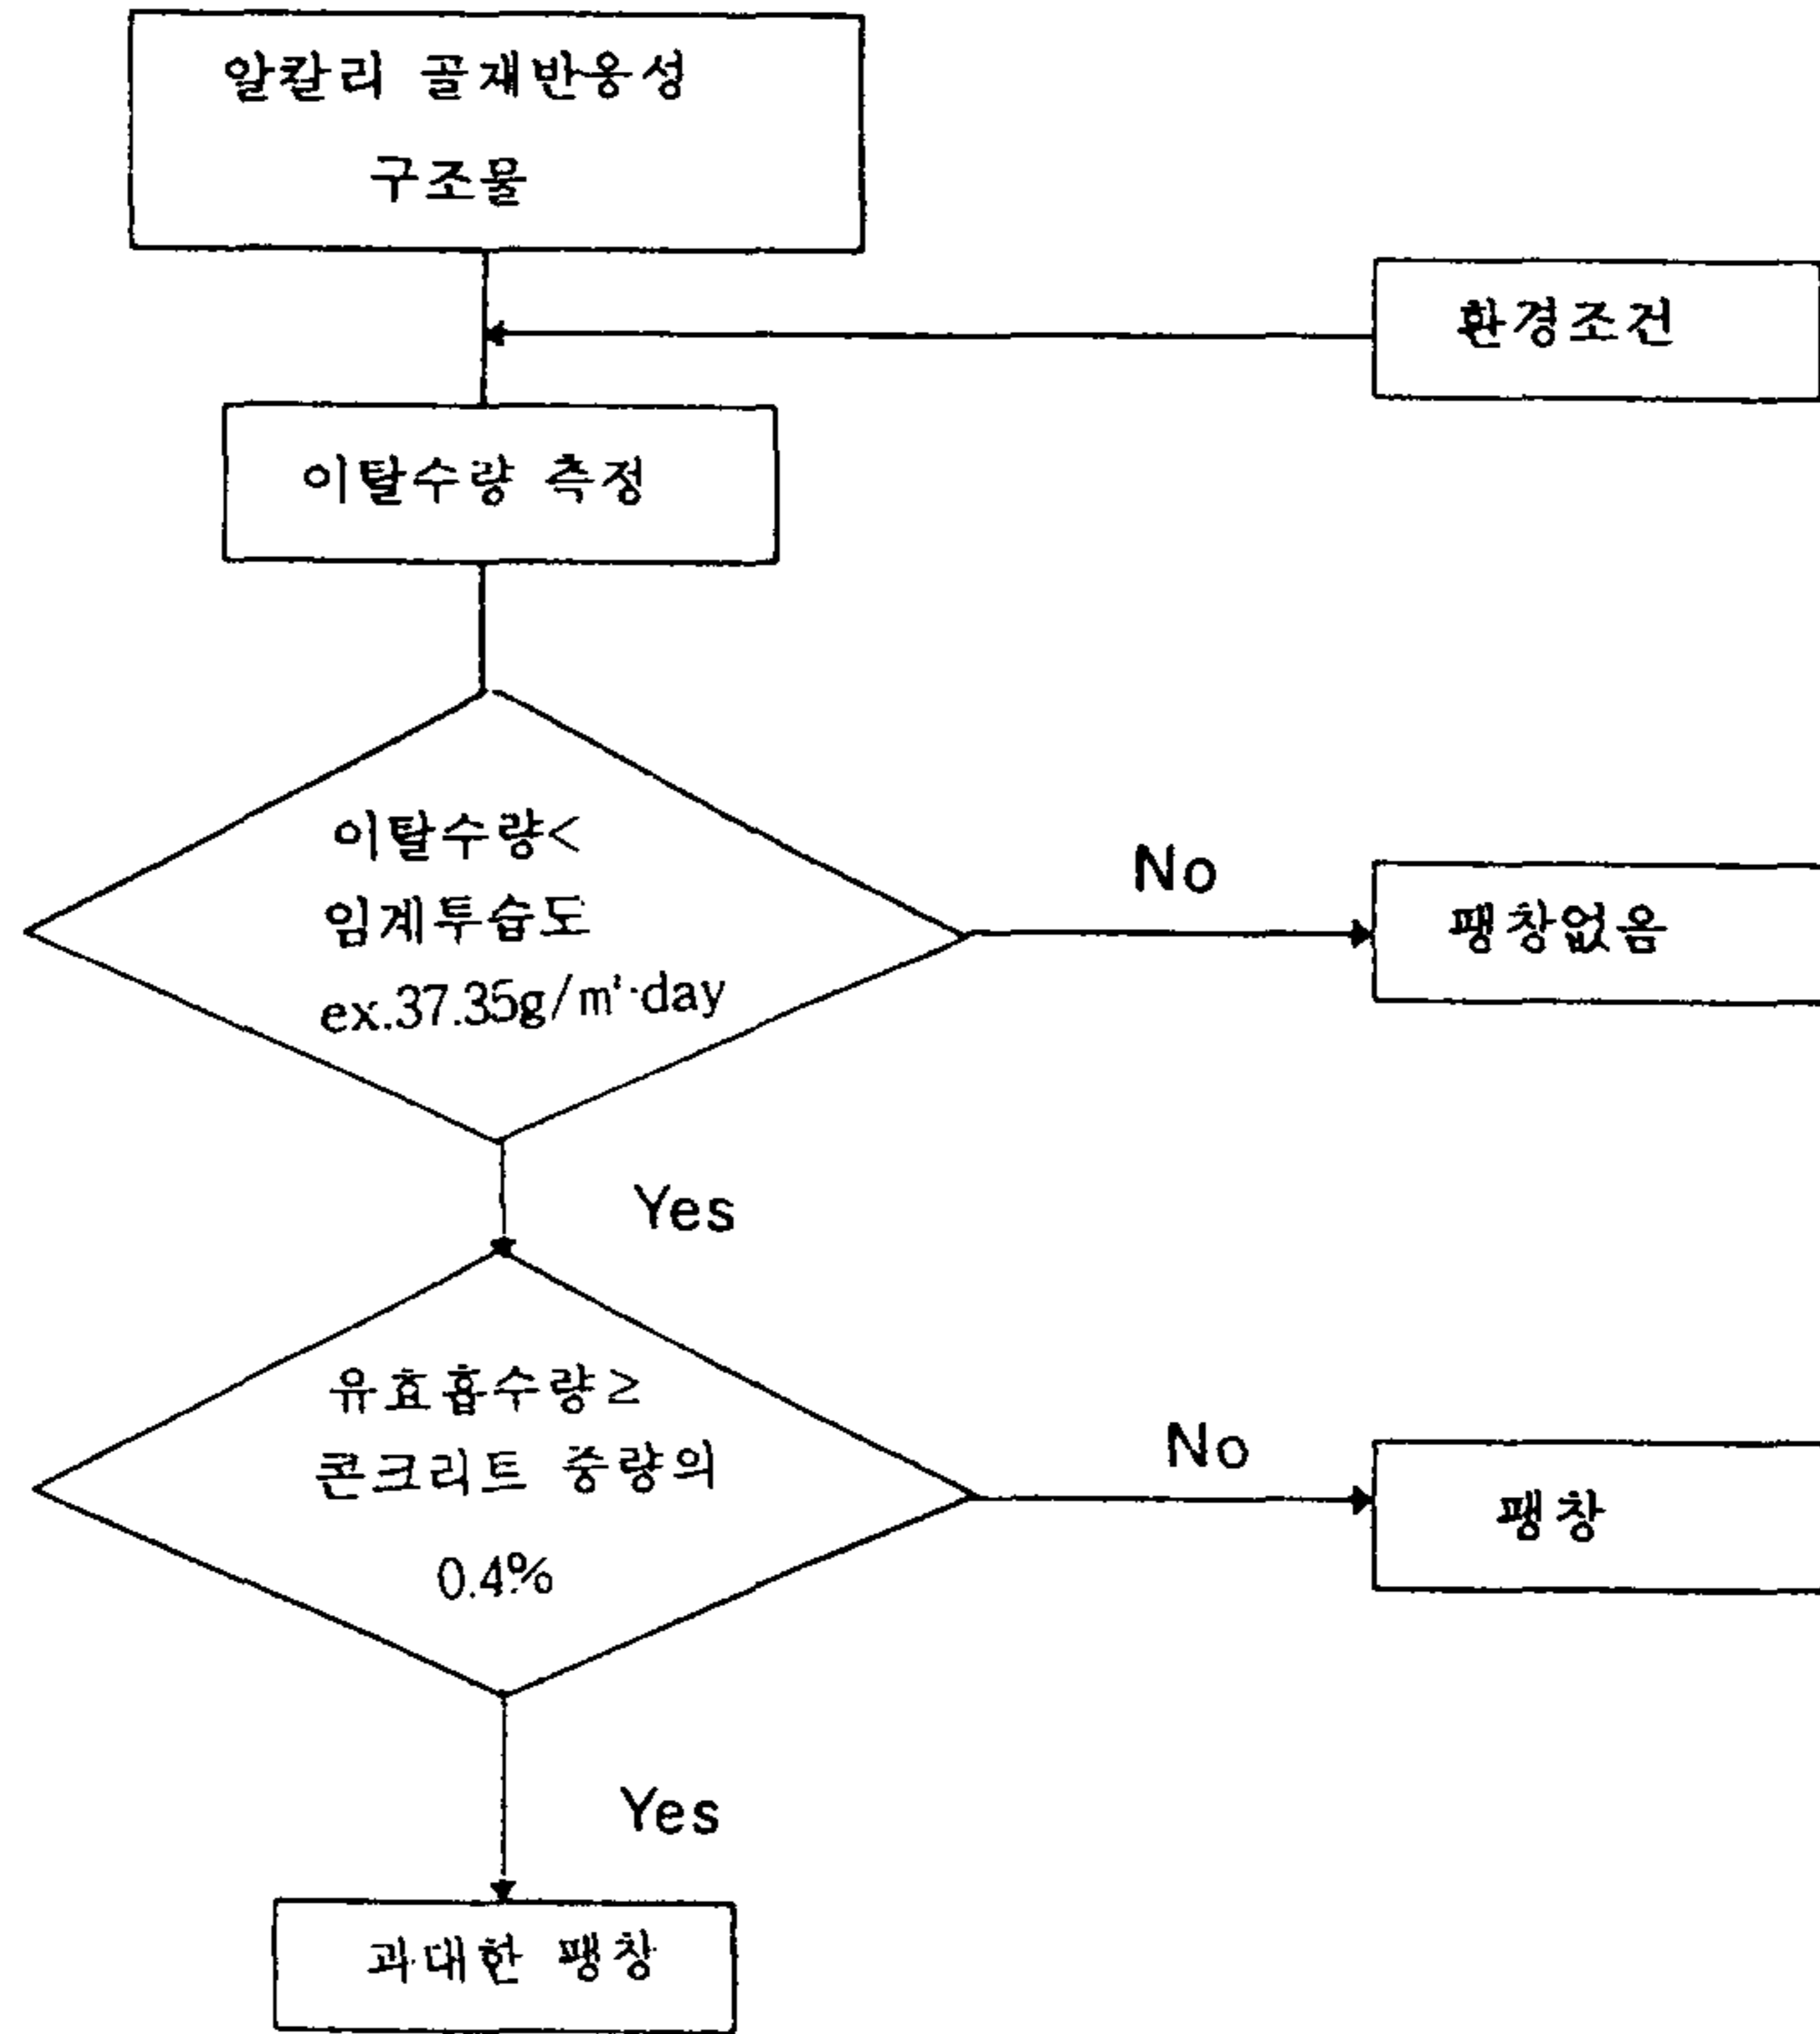 알칼리 골재반응성
구조물
환경조건
이탈수량 측정
이탈수량<
임계투습도
ex.37.35g/㎡·day
No
팽창없음
Yes
유효흡수량≥
콘크리트 중량의
0.4%
No
팽창
Yes
과대한 팽창